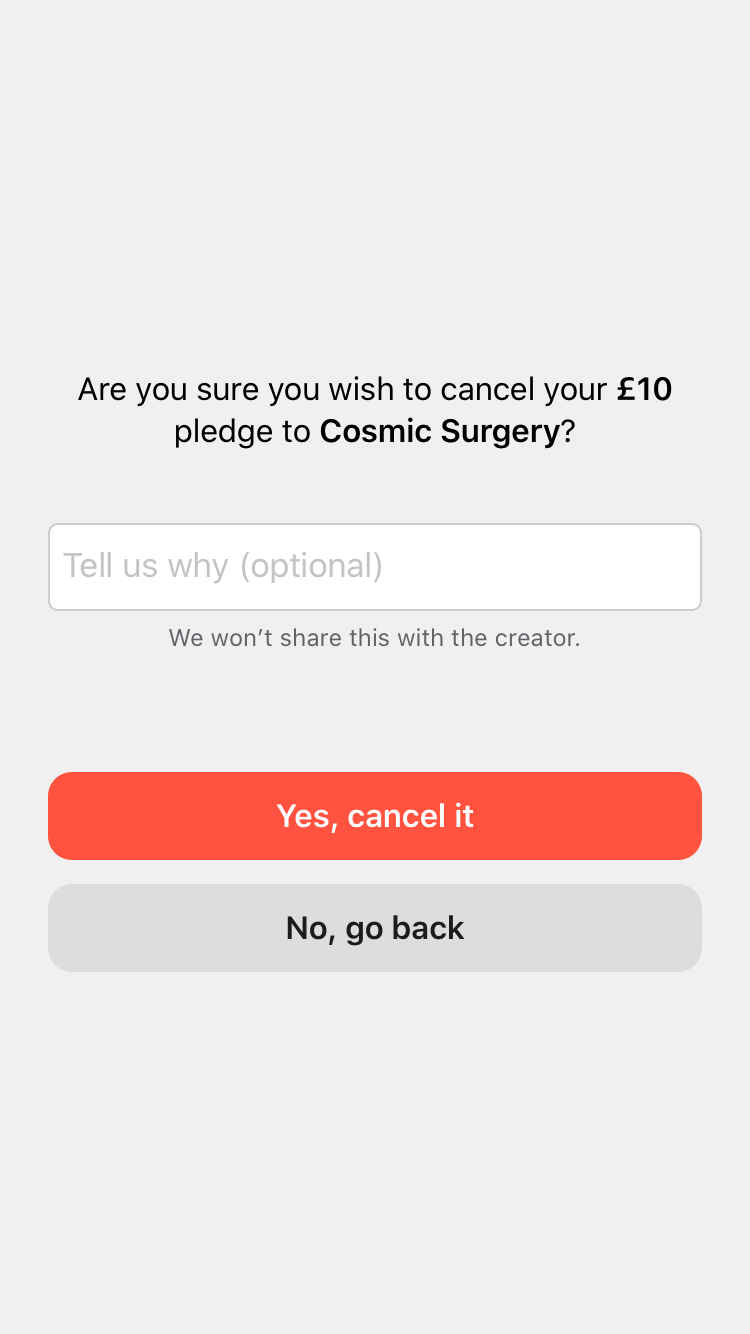 Are you sure you wish to cancel your £10
pledge to Cosmic Surgery?
Tell us why (optional)
We won’t share this with the creator.
Yes, cancel it
No, go back